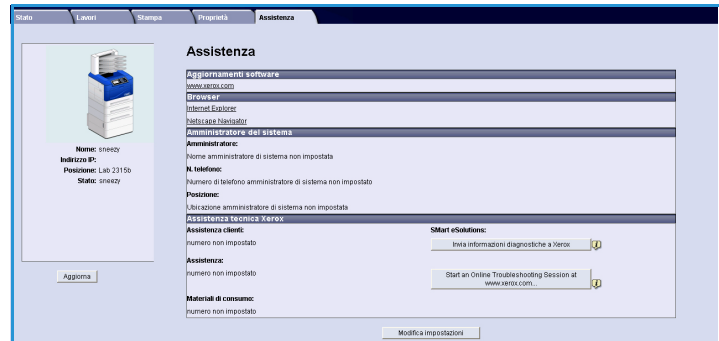 Stato Lavori Stampa Proprietà Assistenza
Assistenza
Aggiornamenti software
www.xerox.com
Browser
Internet Explorer
Netscape Navigator
Amministratore del sistema
Amministratore:
Nome amministratore di sistema non impostata
N. telefono:
Numero di telefono amministratore di sistema non impostato
Posizione:
Ubicazione amministratore di sistema non impostata
Assistenza tecnica Xerox
Assistenza clienti: SMart eSolutions:
numero non impostato Invia informazioni diagnostiche a Xerox
Assistenza:
numero non impostato Start an Online Troubleshooting Session at
www.xerox.com...
Materiali di consumo:
numero non impostato
Modifica impostazioni
Nome: sneezy
Indirizzo IP:
Posizione: Lab 2315b
Stato: sneezy
Aggiorna